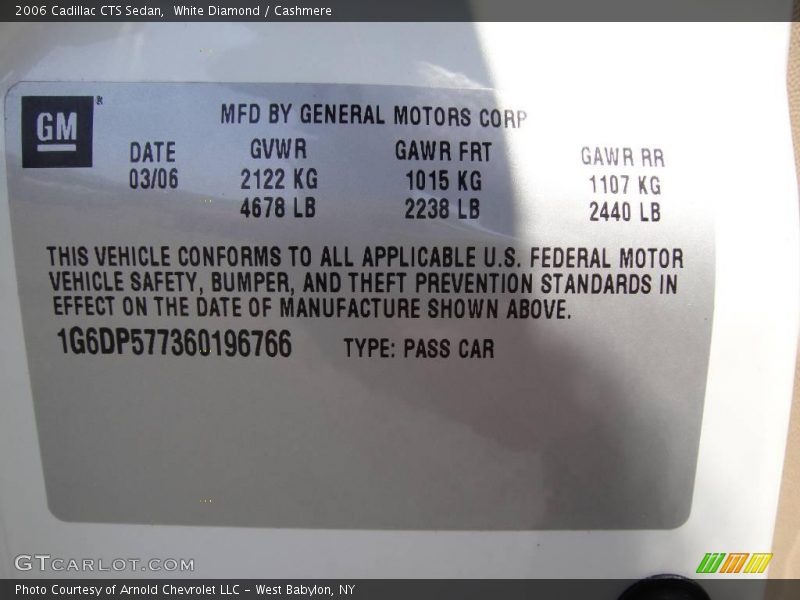 2006 Cadillac CTS Sedan,  White Diamond / Cashmere
GM
MFD BY GENERAL MOTORS CORP
DATE GVWR GAWR FRT GAWR RR
03/06 2122 KG 1015 KG 1107 KG
4678 LB 2238 LB 2440 LB
THIS VEHICLE CONFORMS TO ALL APPLICABLE U.S. FEDERAL MOTOR
VEHICLE SAFETY, BUMPER, AND THEFT PREVENTION STANDARDS IN
EFFECT ON THE DATE OF MANUFACTURE SHOWN ABOVE.
1G6DP577360196766 TYPE: PASS CAR
GTCARLOT.COM
Photo Courtesy of Arnold Chevrolet LLC - West Babylon, NY